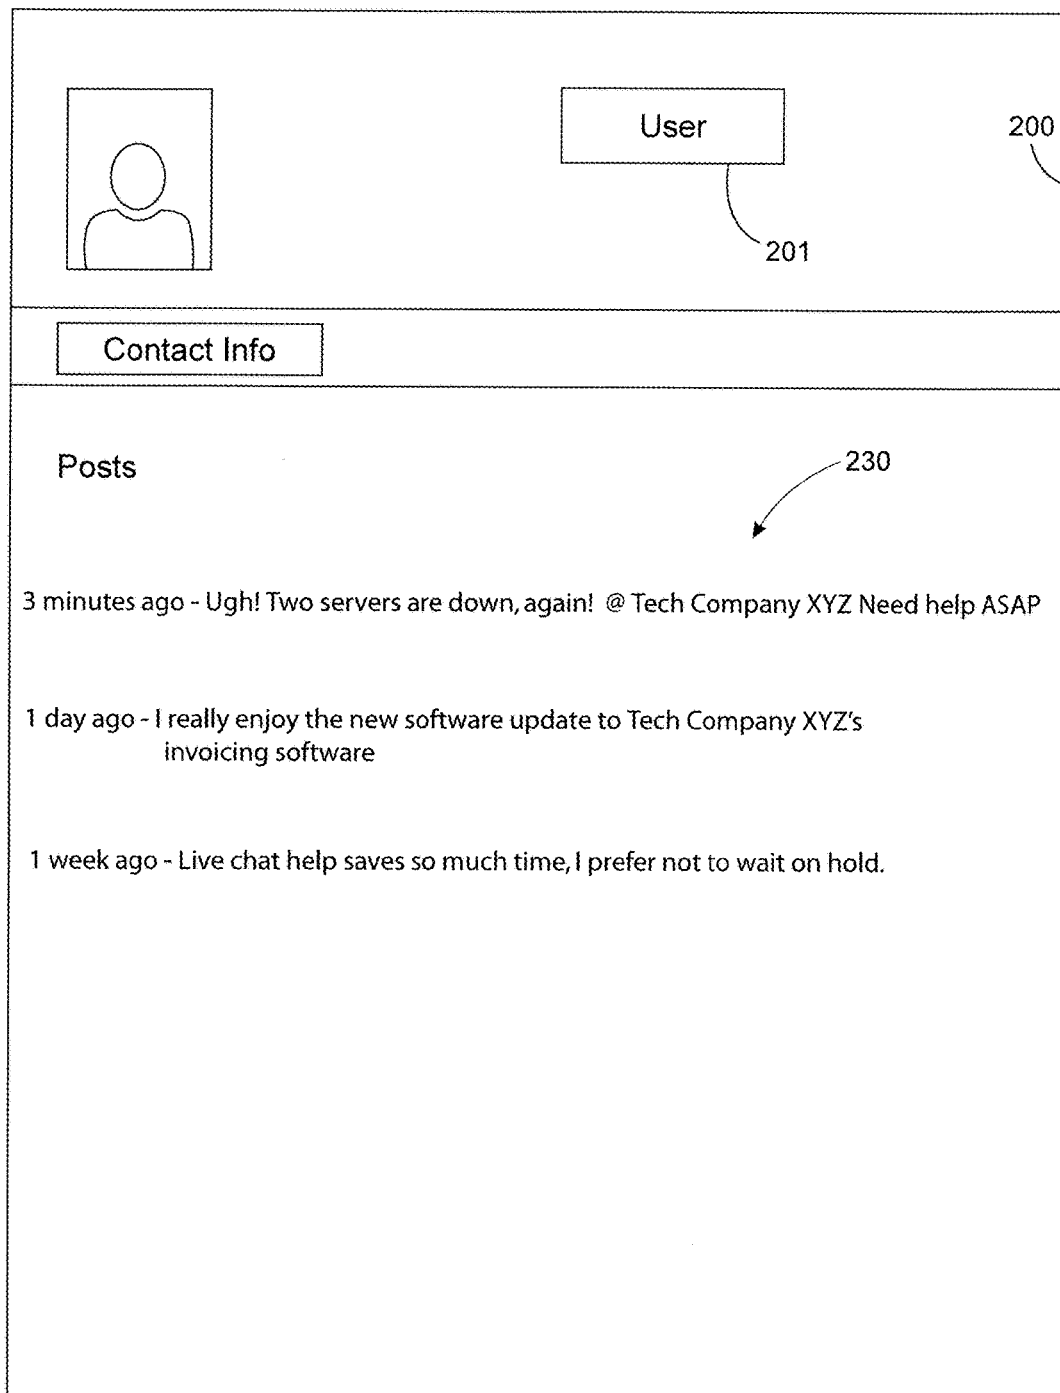 User
200
201
Contact Info
Posts
230
3 minutes ago - Ugh! Two servers are down, again! @ Tech Company XYZ Need help ASAP
1 day ago - I really enjoy the new software update to Tech Company XYZ's
invoicing software
1 week ago - Live chat help saves so much time, I prefer not to wait on hold.